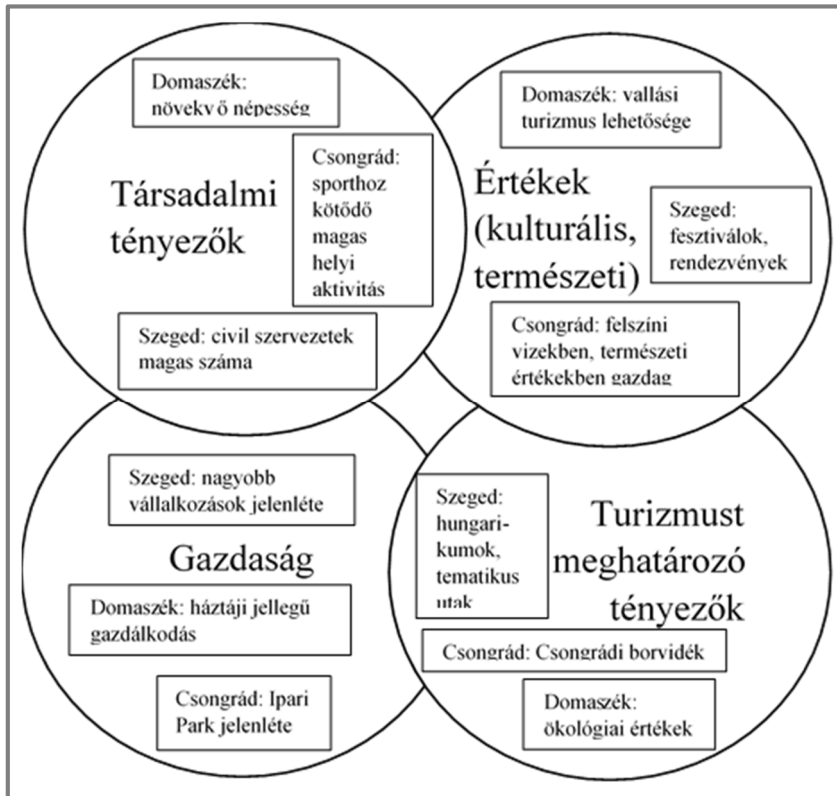 Domaszék:
növekvő népesség
Társadalmi
tényezők
Csongrád:
sporthoz
kötődő
magas
helyi
aktivitás
Szeged: civil szervezetek
magas száma
Domaszék: vallási
turizmus lehetősége
Értékek
(kulturális,
természeti)
Szeged:
fesztiválok,
rendezvények
Csongrád: felszíni
vizekben, természeti
értékekben gazdag
Szeged: nagyobb
vállalkozások jelenléte
Gazdaság
Domaszék: háztáji jellegű
gazdálkodás
Csongrád: Ipari
Park jelenléte
Szeged:
hungari-
kumok,
tematikus
utak
Turizmust
meghatározó
tényezők
Csongrád: Csongrádi borvidék
Domaszék:
ökológiai értékek